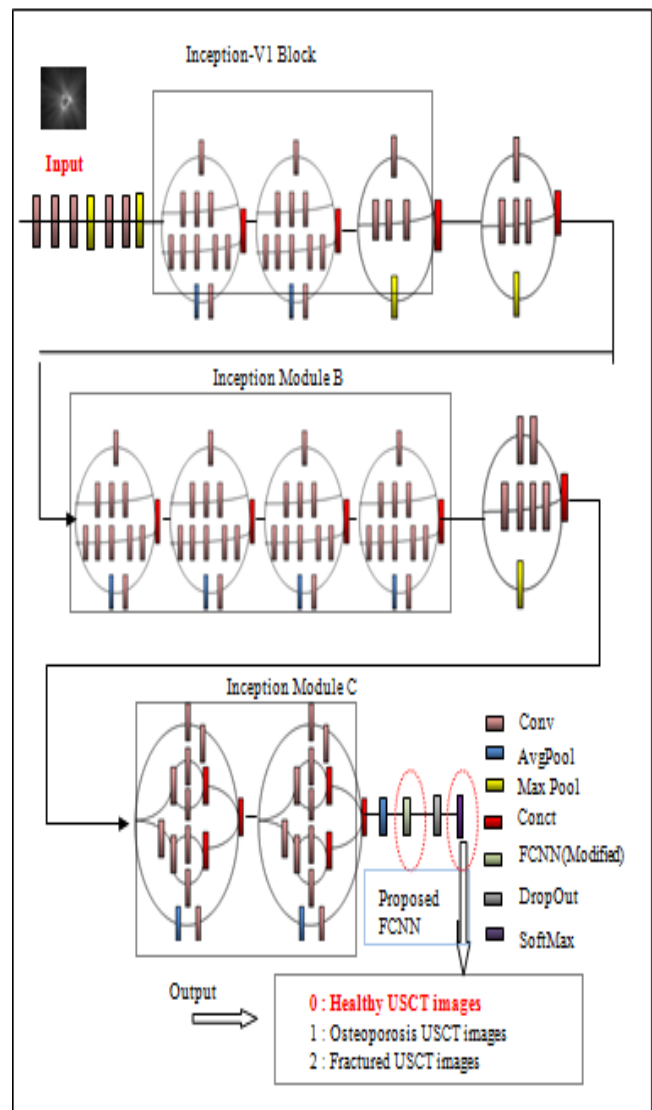 Inception-V1 Block
Input
Inception Module B
Inception Module C
Conv
AvgPool
Max Pool
Conct
FCNN(Modified)
DropOut
SoftMax
Proposed
FCNN
Output
0 : Healthy USCT images
1 : Osteoporosis USCT images
2 : Fractured USCT images